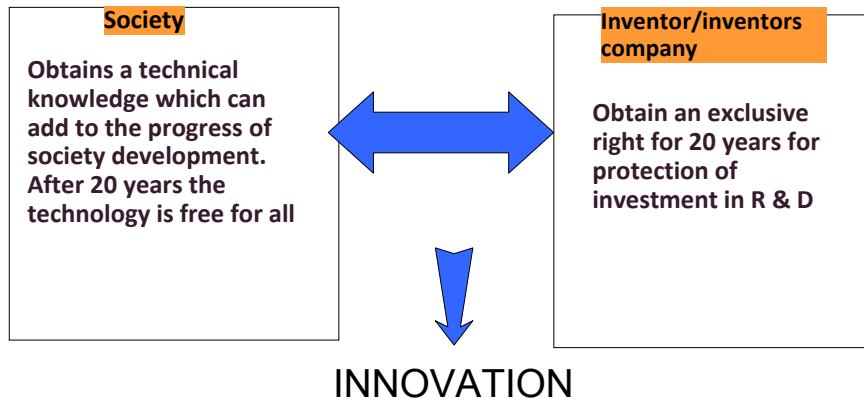 Society
Obtains a technical
knowledge which can
add to the progress of
society development.
After 20 years the
technology is free for all
Inventor/inventors
company
Obtain an exclusive
right for 20 years for
protection of
investment in R & D
INNOVATION